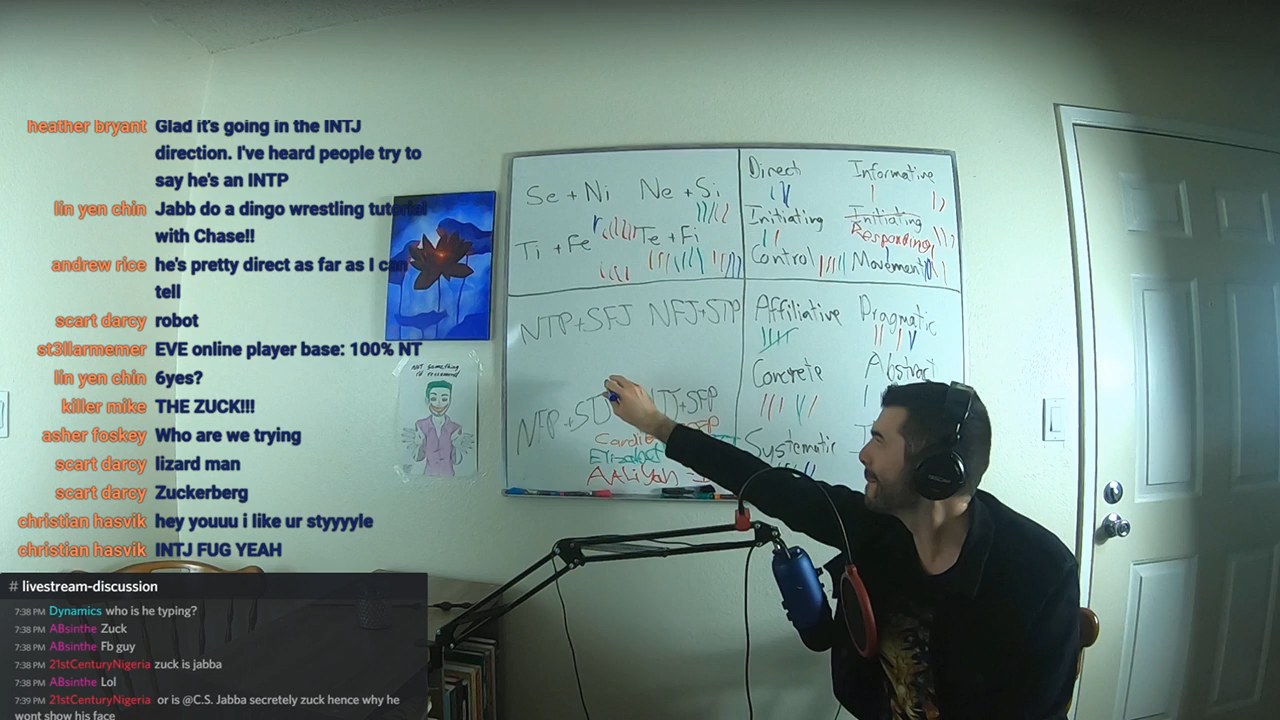 heather bryant Glad it's going in the INTJ
direction. I've heard people try to
say he's an INTP
lin yen chin Jabb do a dingo wrestling tutorial
with Chase!!
andrew rice he's pretty direct as far as I can
tell
scart darcy robot
st3llarmemer EVE online player base: 100% NT
lin yen chin 6yes?
killer mike THE ZUCK!!!
asher foskey Who are we trying
scart darcy lizard man
scart darcy Zuckerberg
christian hasvik hey youuu i like ur styyyyle
christian hasvik INTJ FUG YEAH
# livestream-discussion
7:38 PM Dynamics who is he typing?
7:38 PM ABsinthe Zuck
7:38 PM ABsinthe Fb guy
7:38 PM 21stCenturyNigeria zuck is jabba
7:38 PM ABsinthe Lol
7:39 PM 21stCenturyNigeria or is @C.S. Jabba secretely zuck hence why he
wont show his face
NOT something
I'd recommend
Se + Ni Ne + Si
Ti + Fe Te + Fi
NTP+SFJ NFJ+STP
NFP+STJ NTJ+SFP
Aaliyah
Direct Informative
Initiating Initiating
Responding
Control Movement
Affiliative Pragmatic
Concrete Abstract
Systematic